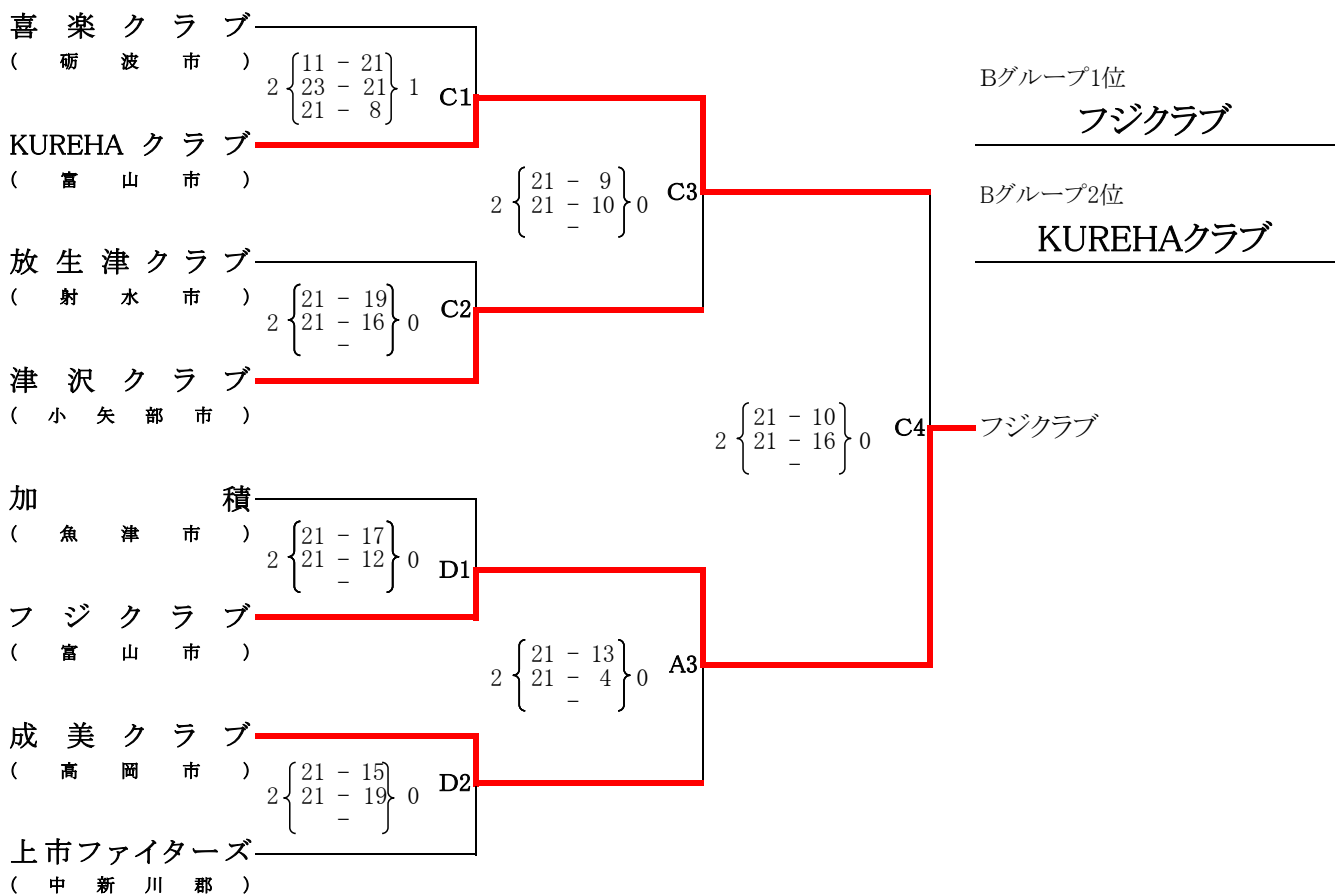 喜楽クラブ
(砺波市)
2 11 - 21 1
23 - 21
21 - 8
C1
KUREHAクラブ
(富山市)
2 21 - 9 0
21 - 10
-
C3
放生津クラブ
(射水市)
2 21 - 19 0
21 - 16
-
C2
津沢クラブ
(小矢部市)
2 21 - 10 0
21 - 16
-
C4
フジクラブ
加積
(魚津市)
2 21 - 17 0
21 - 12
-
D1
フジクラブ
(富山市)
2 21 - 13 0
21 - 4
-
A3
成美クラブ
(高岡市)
2 21 - 15 0
21 - 19
-
D2
上市ファイターズ
(中新川郡)
Bグループ1位
フジクラブ
Bグループ2位
KUREHAクラブ